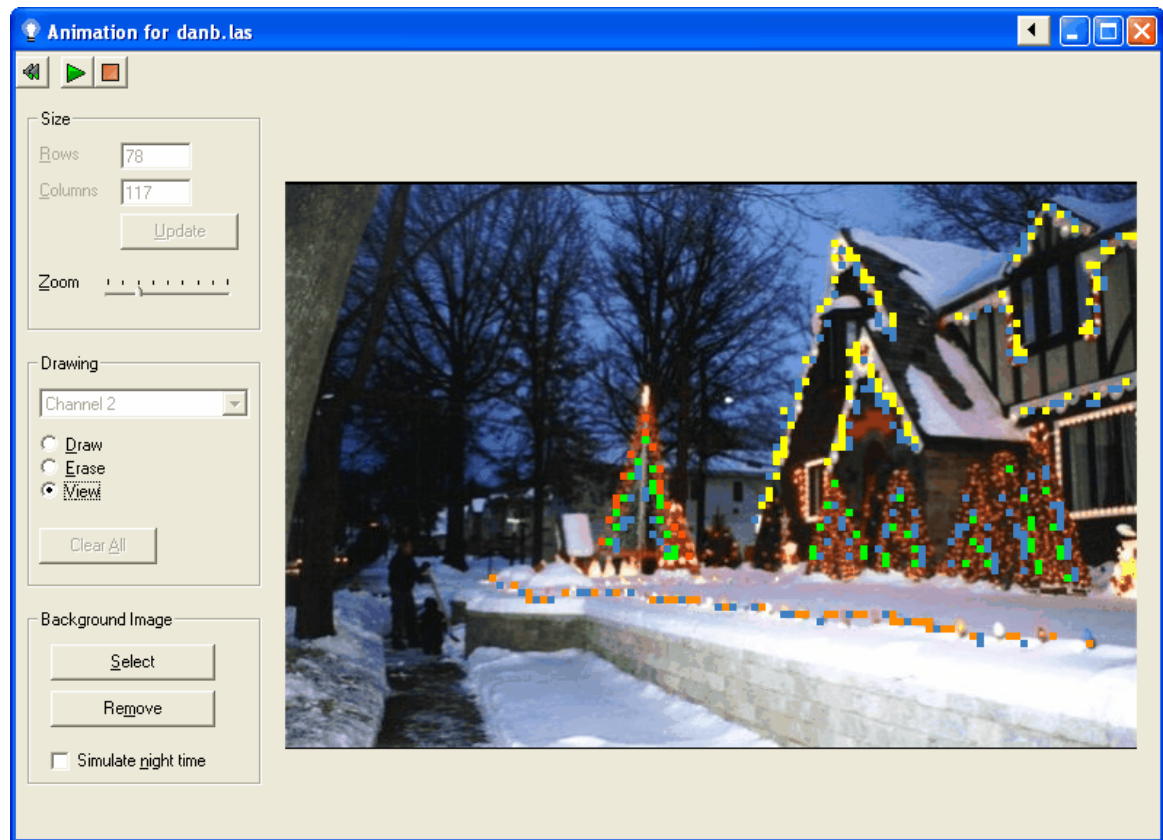 Animation for danb.las
Size
Rows 78
Columns 117
Update
Zoom
Drawing
Channel 2
Draw
Erase
View
Clear All
Background Image
Select
Remove
Simulate night time